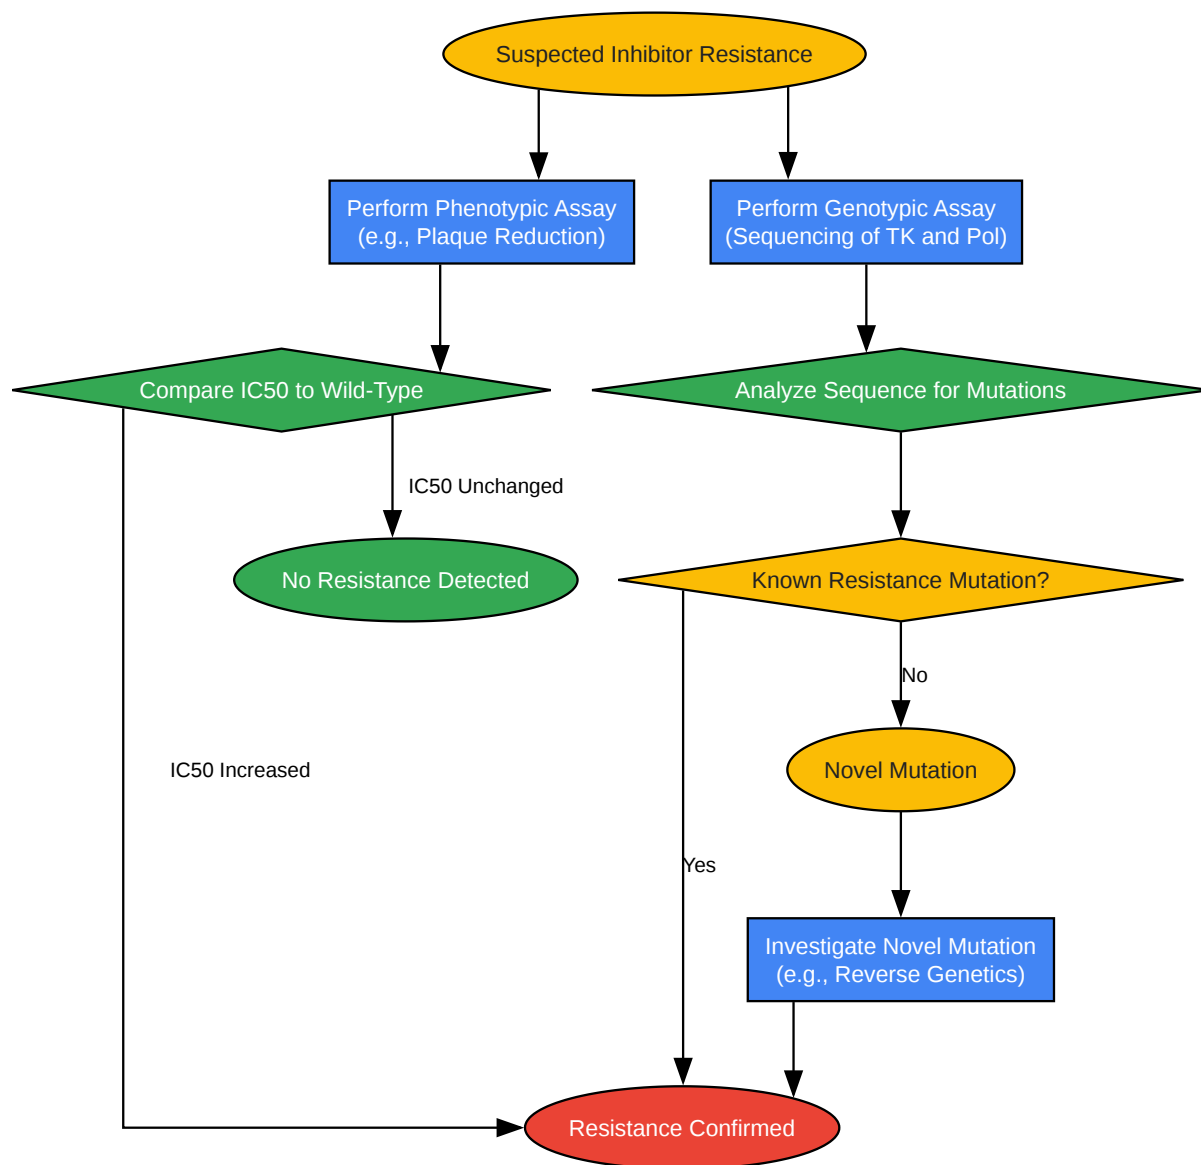 Suspected Inhibitor Resistance
Perform Phenotypic Assay
(e.g., Plaque Reduction)
Perform Genotypic Assay
(Sequencing of TK and Pol)
Compare IC50 to Wild-Type
Analyze Sequence for Mutations
IC50 Unchanged
No Resistance Detected
Known Resistance Mutation?
No
IC50 Increased
Novel Mutation
Yes
Investigate Novel Mutation
(e.g., Reverse Genetics)
Resistance Confirmed